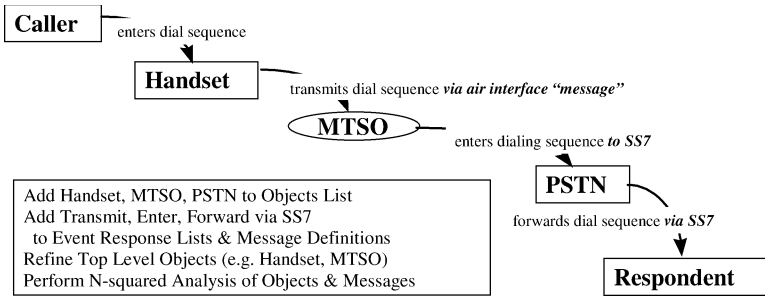 Caller
enters dial sequence
Handset
transmits dial sequence via air interface “message”
MTSO
enters dialing sequence to SS7
PSTN
forwards dial sequence via SS7
Respondent
Add Handset, MTSO, PSTN to Objects List
Add Transmit, Enter, Forward via SS7
to Event Response Lists & Message Definitions
Refine Top Level Objects (e.g. Handset, MTSO)
Perform N-squared Analysis of Objects & Messages